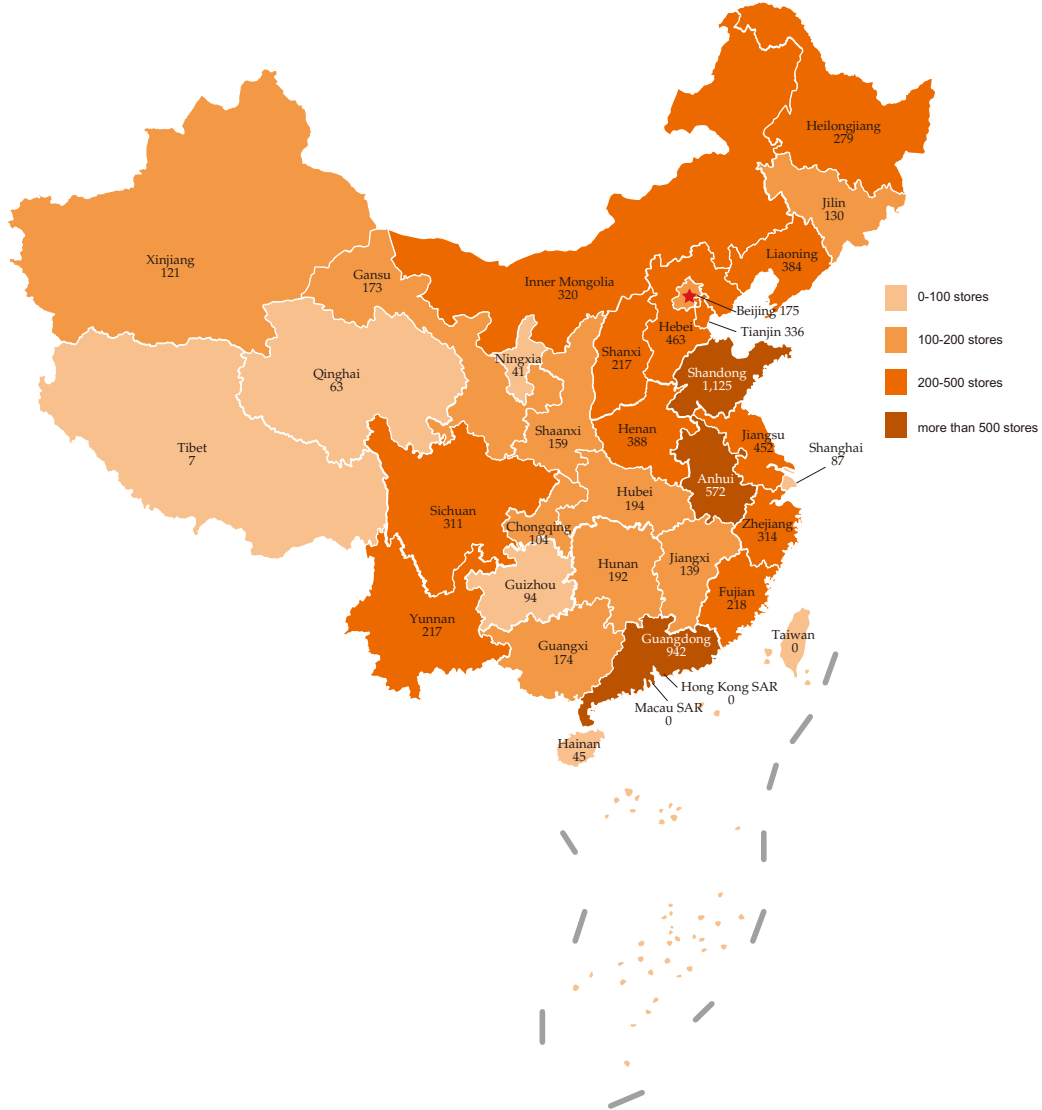 Heilongjiang
279
Jilin
130
Liaoning
384
Xinjiang
121
Gansu
173
Inner Mongolia
320
0-100 stores
100-200 stores
200-500 stores
more than 500 stores
Beijing 175
Tianjin 336
Hebei
463
Shanxi
217
Ningxia
41
Qinghai
63
Shandong
1,125
Shaanxi
159
Henan
388
Jiangsu
452
Shanghai
87
Tibet
7
Anhui
572
Hubei
194
Sichuan
311
Chongqing
104
Zhejiang
314
Hunan
192
Jiangxi
139
Guizhou
94
Fujian
218
Yunnan
217
Guangxi
174
Guangdong
942
Taiwan
0
Hong Kong SAR
0
Macau SAR
0
Hainan
45